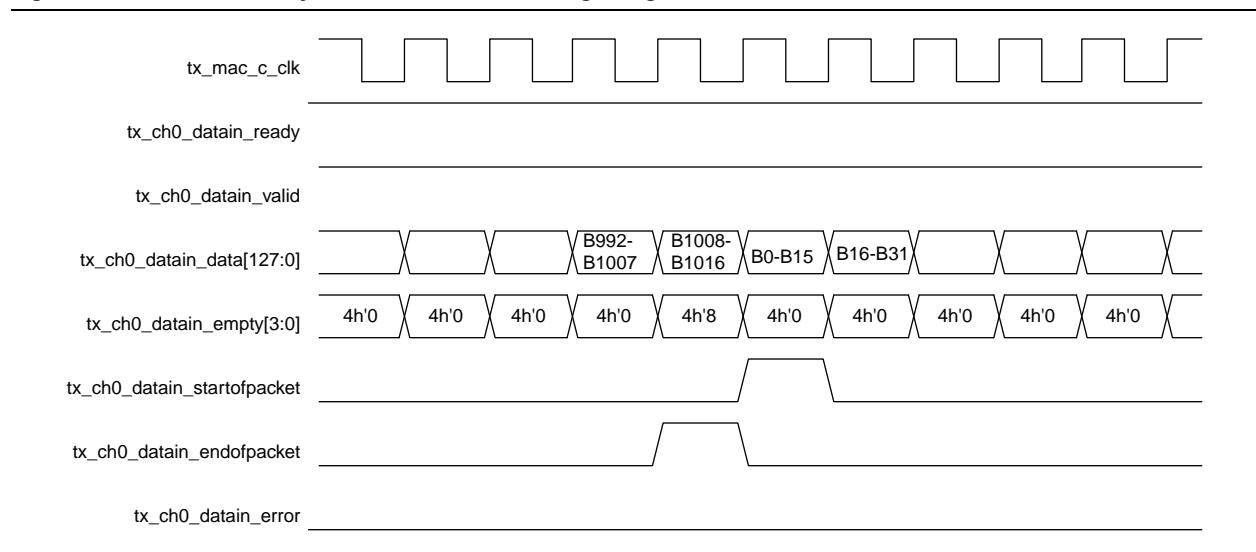 tx_mac_c_clk
tx_ch0_datain_ready
tx_ch0_datain_valid
tx_ch0_datain_data[127:0]
B992-
B1007
B1008-
B1016
B0-B15
B16-B31
tx_ch0_datain_empty[3:0]
4h'0 4h'0 4h'0 4h'0 4h'8 4h'0 4h'0 4h'0 4h'0 4h'0
tx_ch0_datain_startofpacket
tx_ch0_datain_endofpacket
tx_ch0_datain_error